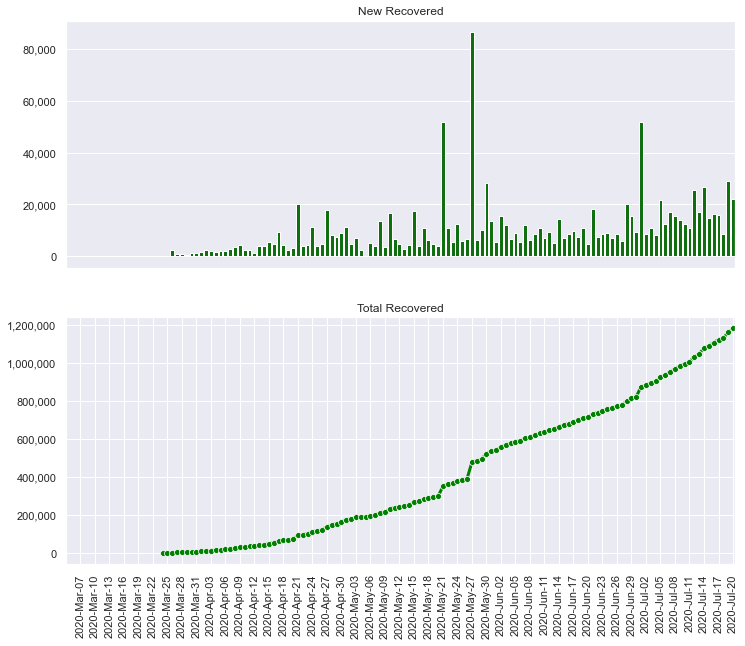 New Recovered
80,000
60,000
40,000
20,000
0
Total Recovered
1,200,000
1,000,000
800,000
600,000
400,000
200,000
0
2020-Mar-07
2020-Mar-10
2020-Mar-13
2020-Mar-16
2020-Mar-19
2020-Mar-22
2020-Mar-25
2020-Mar-28
2020-Mar-31
2020-Apr-03
2020-Apr-06
2020-Apr-09
2020-Apr-12
2020-Apr-15
2020-Apr-18
2020-Apr-21
2020-Apr-24
2020-Apr-27
2020-Apr-30
2020-May-03
2020-May-06
2020-May-09
2020-May-12
2020-May-15
2020-May-18
2020-May-21
2020-May-24
2020-May-27
2020-May-30
2020-Jun-02
2020-Jun-05
2020-Jun-08
2020-Jun-11
2020-Jun-14
2020-Jun-17
2020-Jun-20
2020-Jun-23
2020-Jun-26
2020-Jun-29
2020-Jul-02
2020-Jul-05
2020-Jul-08
2020-Jul-11
2020-Jul-14
2020-Jul-17
2020-Jul-20